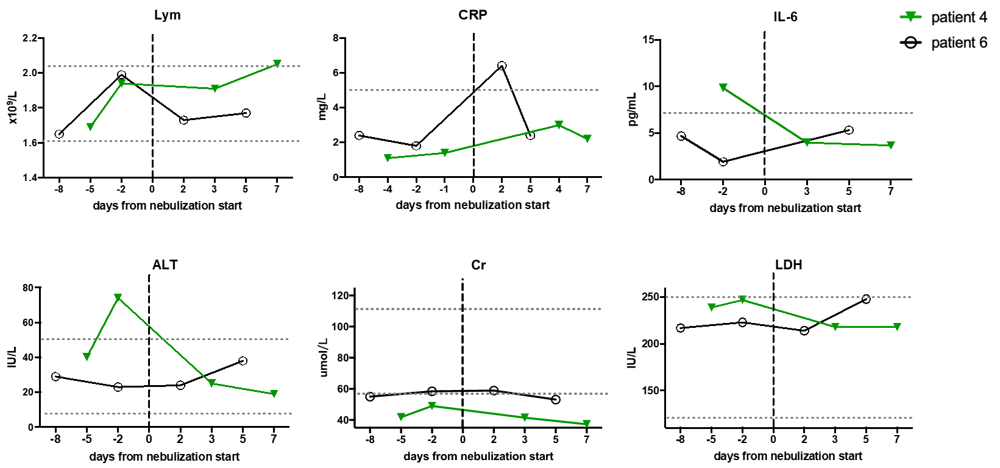 Lym
CRP
IL-6
patient 4
patient 6
2.2
2.0
1.8
1.6
1.4
x10⁹/L
-8 -5 -2 0 2 3 5 7
days from nebulization start
8
6
4
2
0
mg/L
-8 -4 -2 -1 0 2 5 4 7
days from nebulization start
15
10
5
0
pg/mL
-8 -2 0 3 5 7
days from nebulization start
ALT
Cr
LDH
80
60
40
20
0
IU/L
-8 -5 -2 0 2 3 5 7
days from nebulization start
120
100
80
60
40
umol/L
-8 -5 -2 0 2 3 5 7
days from nebulization start
250
200
150
IU/L
-8 -5 -2 0 2 3 5 7
days from nebulization start